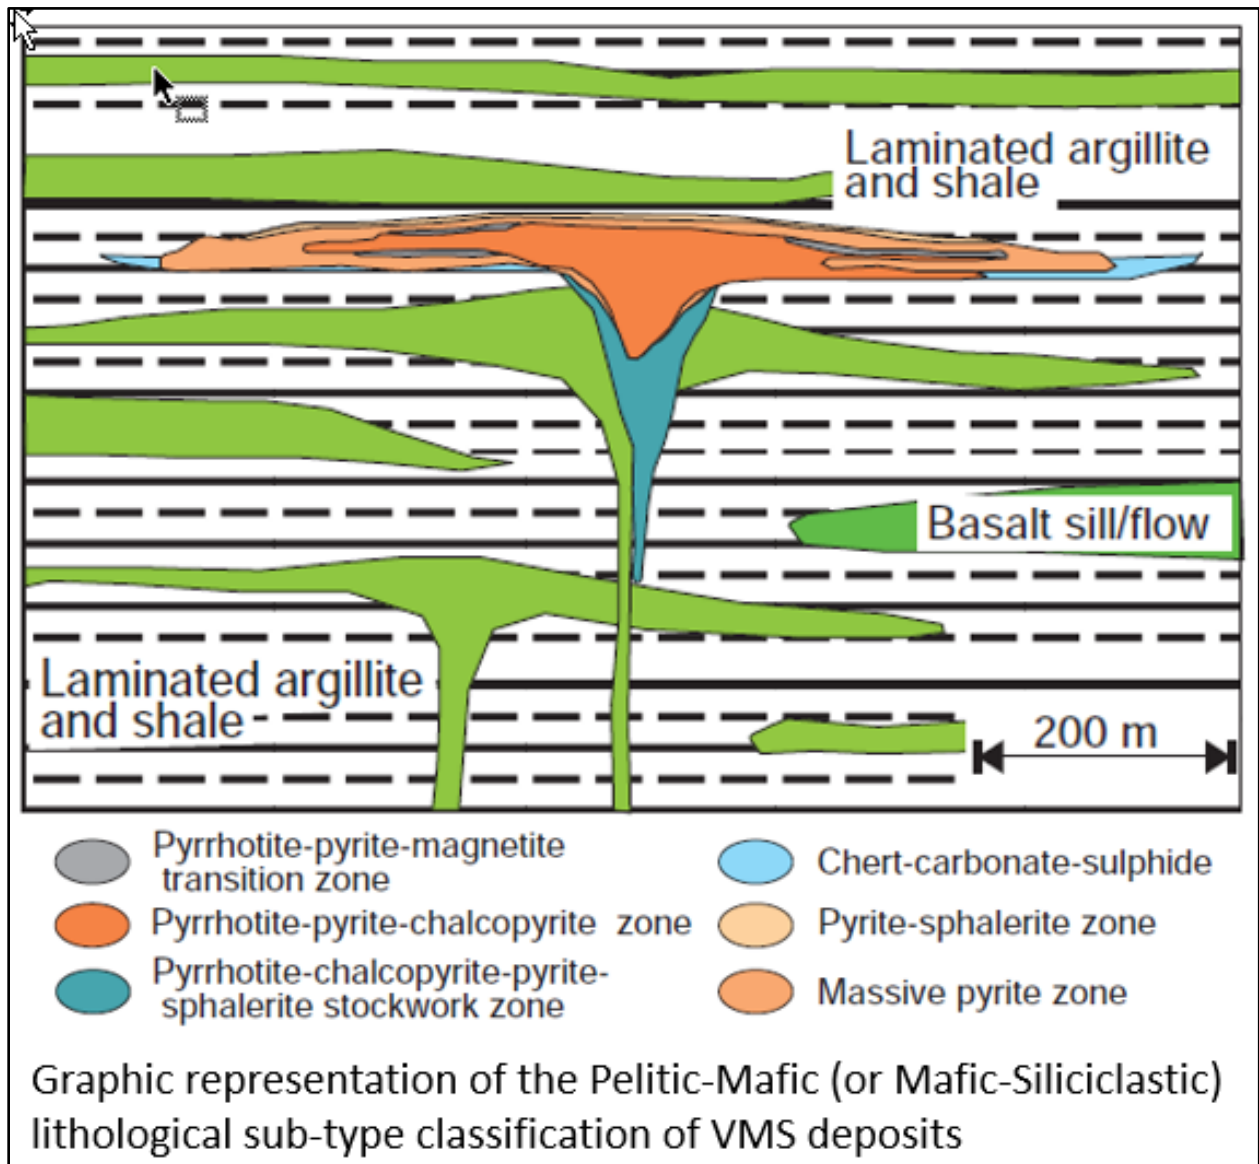 Laminated argillite
and shale
Basalt sill/flow
Laminated argillite
and shale
200 m
Pyrrhotite-pyrite-magnetite
transition zone
Chert-carbonate-sulphide
Pyrrhotite-pyrite-chalcopyrite zone
Pyrite-sphalerite zone
Pyrrhotite-chalcopyrite-pyrite-
sphalerite stockwork zone
Massive pyrite zone
Graphic representation of the Pelitic-Mafic (or Mafic-Siliciclastic)
lithological sub-type classification of VMS deposits